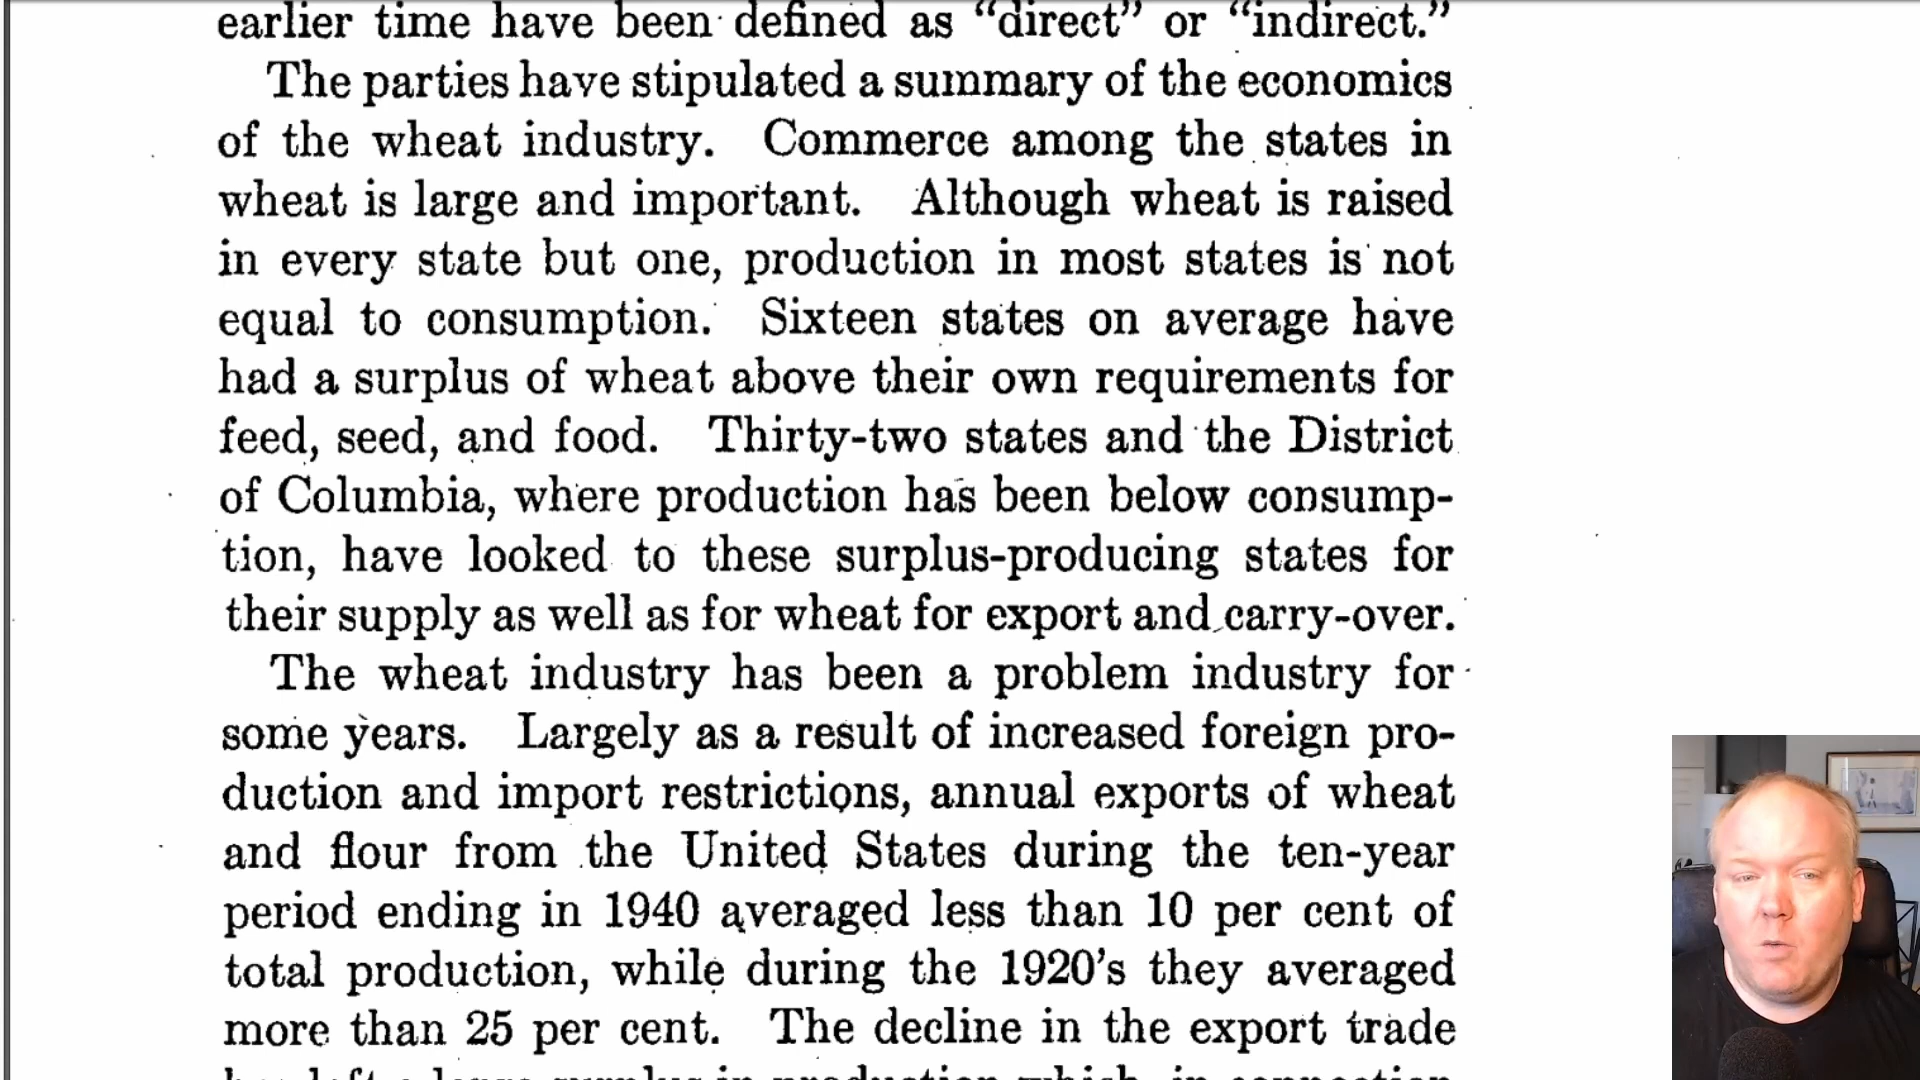 earlier time have been defined as “direct” or “indirect.”
The parties have stipulated a summary of the economics
of the wheat industry. Commerce among the states in
wheat is large and important. Although wheat is raised
in every state but one, production in most states is not
equal to consumption. Sixteen states on average have
had a surplus of wheat above their own requirements for
feed, seed, and food. Thirty-two states and the District
of Columbia, where production has been below consump-
tion, have looked to these surplus-producing states for
their supply as well as for wheat for export and carry-over.
The wheat industry has been a problem industry for
some years. Largely as a result of increased foreign pro-
duction and import restrictions, annual exports of wheat
and flour from the United States during the ten-year
period ending in 1940 averaged less than 10 per cent of
total production, while during the 1920's they averaged
more than 25 per cent. The decline in the export trade
large surplus in production which, in connection